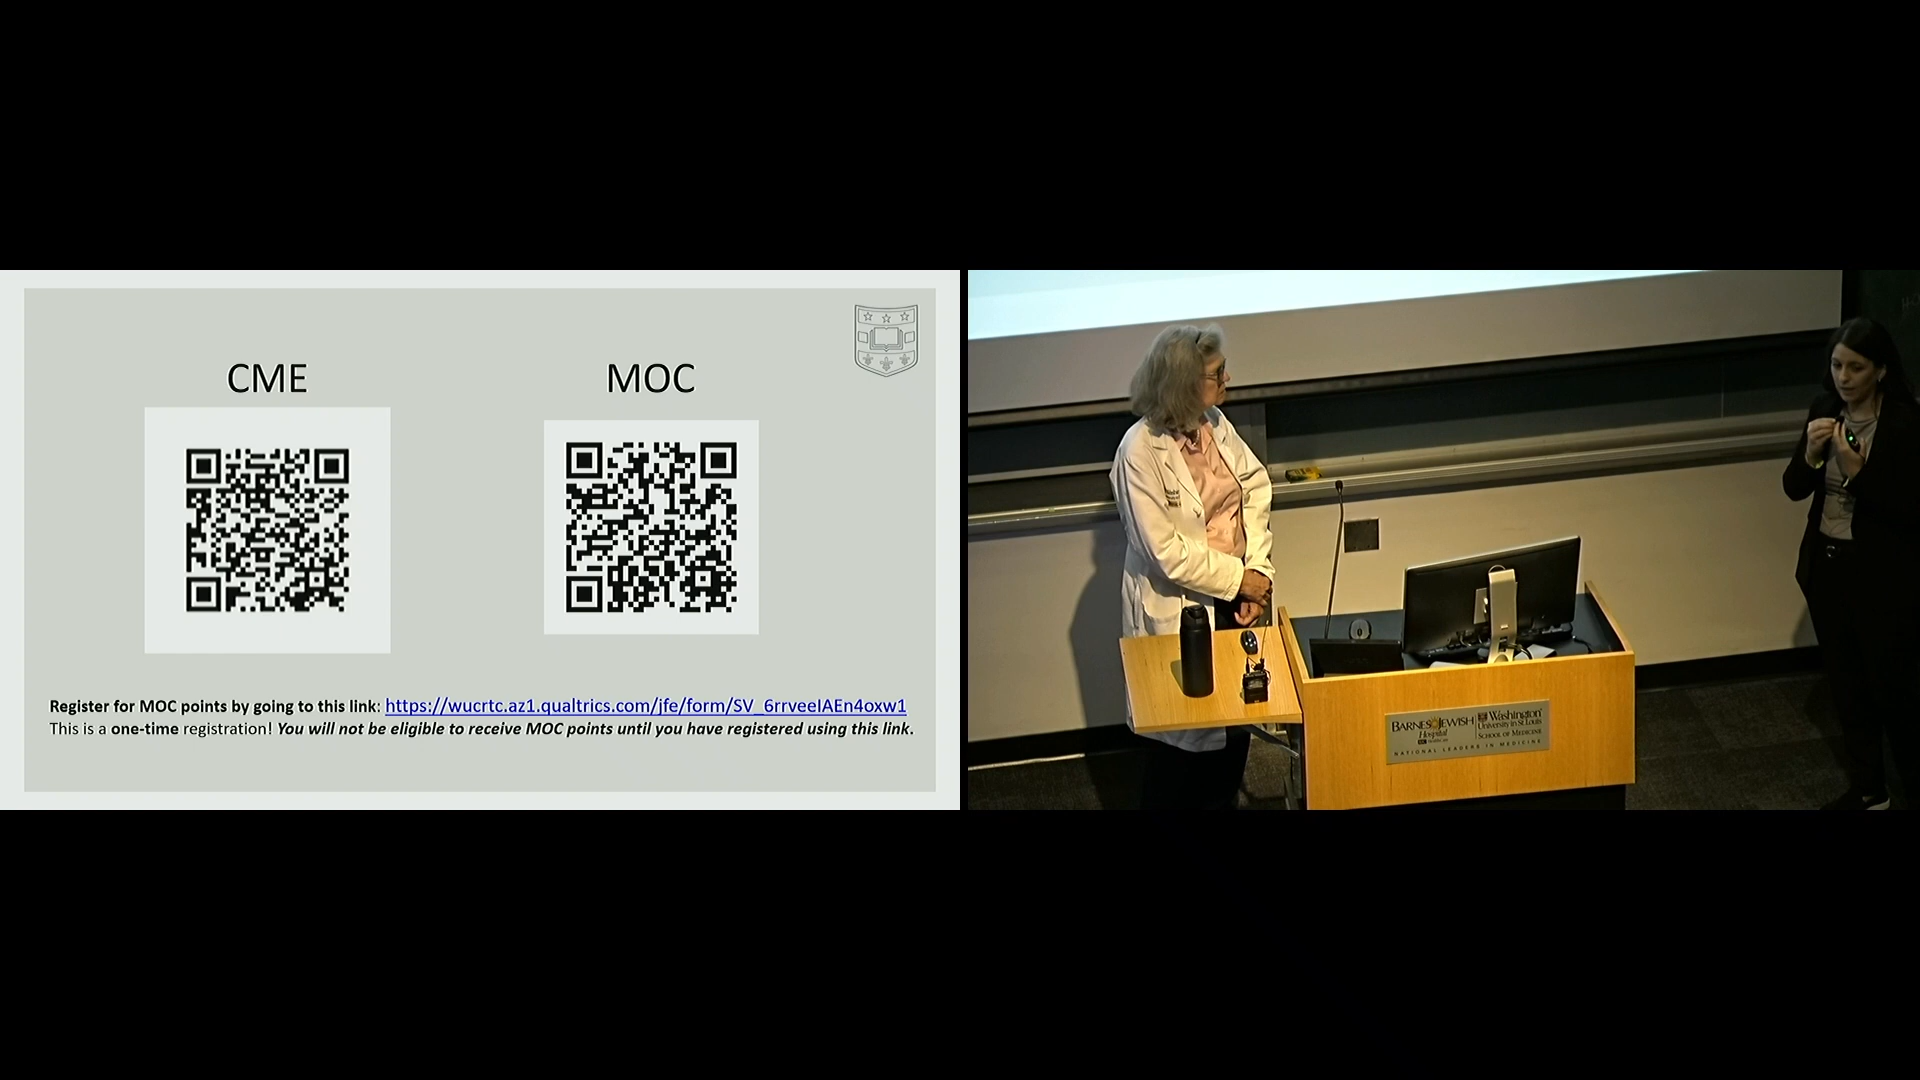 CME
MOC
Register for MOC points by going to this link: https://wucrtc.az1.qualtrics.com/jfe/form/SV_6rrveeIAEn4oxw1
This is a one-time registration! You will not be eligible to receive MOC points until you have registered using this link.
BARNES JEWISH
Hospital
Washington
University in St. Louis
SCHOOL OF MEDICINE
NATIONAL LEADERS IN MEDICINE